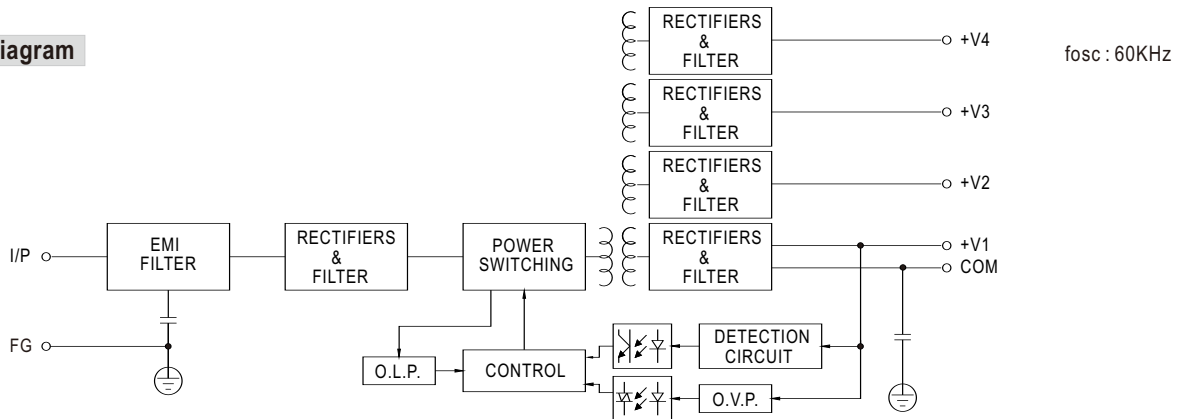 iagram
fosc : 60KHz
RECTIFIERS
&
FILTER
+V4
RECTIFIERS
&
FILTER
+V3
RECTIFIERS
&
FILTER
+V2
I/P
EMI
FILTER
RECTIFIERS
&
FILTER
POWER
SWITCHING
RECTIFIERS
&
FILTER
+V1
COM
FG
O.L.P.
CONTROL
DETECTION
CIRCUIT
O.V.P.